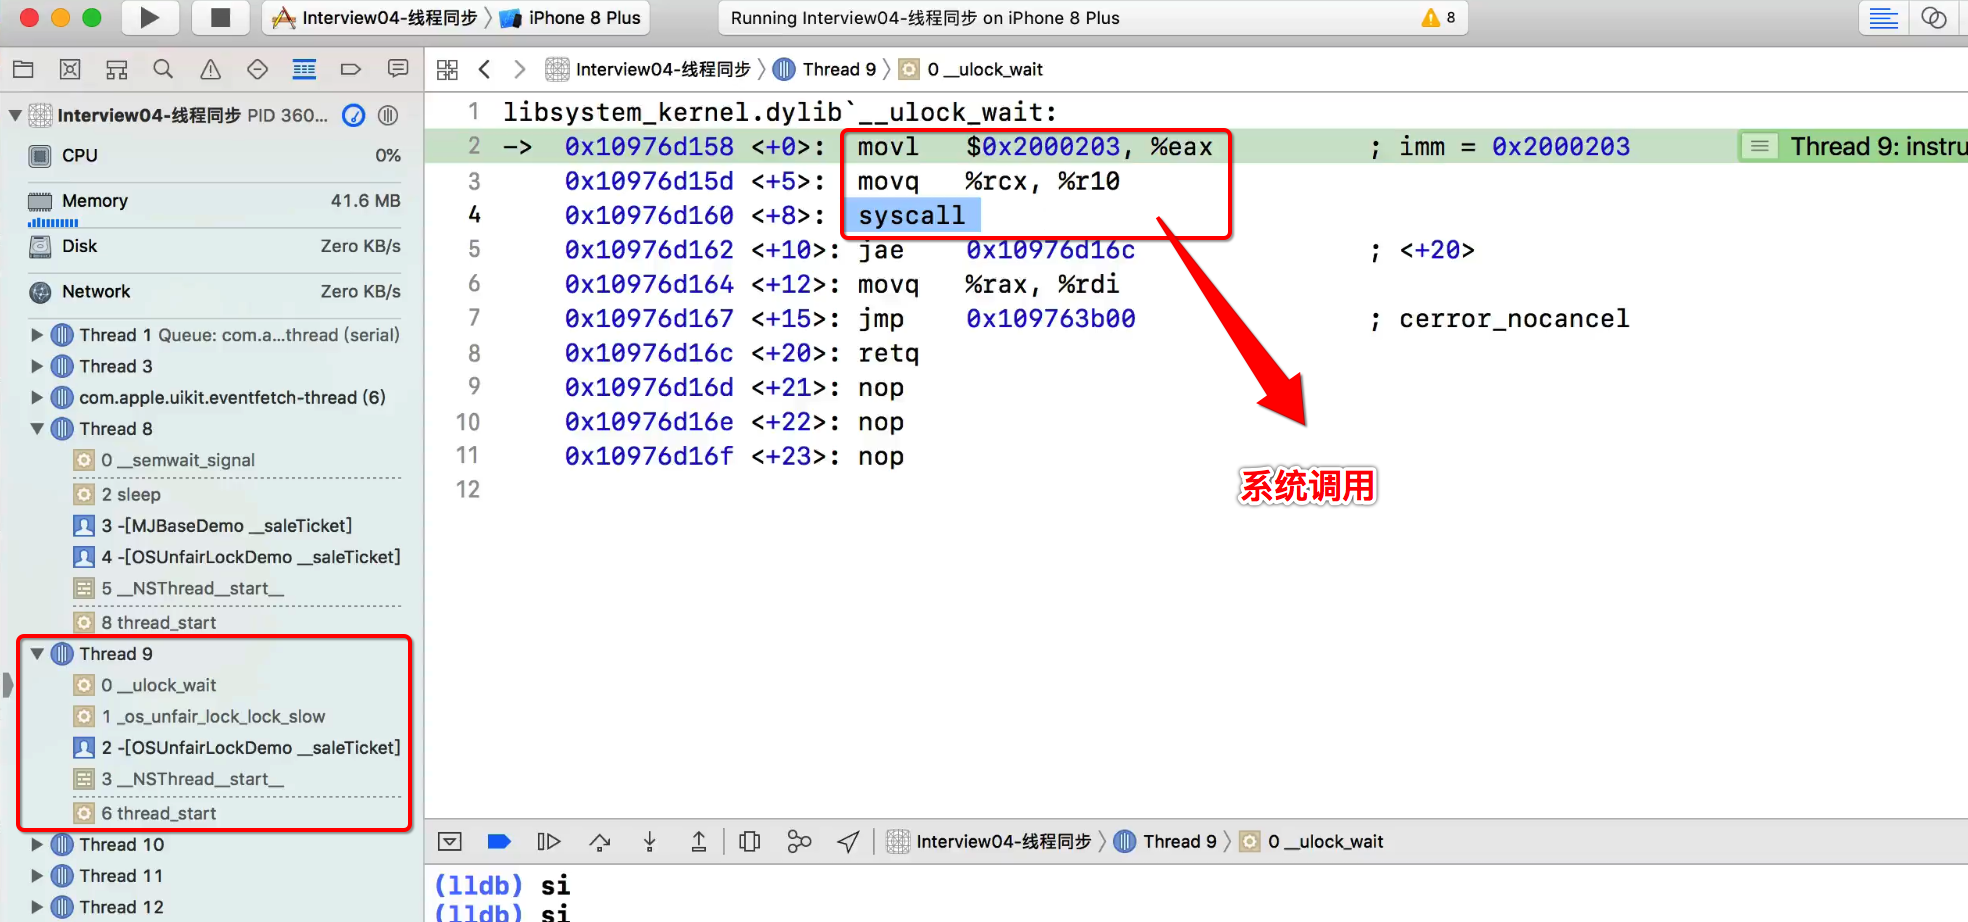 Interview04-线程同步 〉 iPhone 8 Plus
Running Interview04-线程同步 on iPhone 8 Plus
8
Interview04-线程同步 PID 360...
CPU 0%
Memory 41.6 MB
Disk Zero KB/s
Network Zero KB/s
Thread 1 Queue: com.a...thread (serial)
Thread 3
com.apple.uikit.eventfetch-thread (6)
Thread 8
0 __semwait_signal
2 sleep
3 -[MJBaseDemo __saleTicket]
4 -[OSUnfairLockDemo __saleTicket]
5 __NSThread__start__
8 thread_start
Thread 9
0 __ulock_wait
1 _os_unfair_lock_lock_slow
2 -[OSUnfairLockDemo __saleTicket]
3 __NSThread__start__
6 thread_start
Thread 10
Thread 11
Thread 12
Interview04-线程同步 〉 Thread 9 〉 0 __ulock_wait
1 libsystem_kernel.dylib`__ulock_wait:
2 -> 0x10976d158 <+0>: movl $0x2000203, %eax ; imm = 0x2000203
Thread 9: instru
3 0x10976d15d <+5>: movq %rcx, %r10
4 0x10976d160 <+8>: syscall
5 0x10976d162 <+10>: jae 0x10976d16c ; <+20>
6 0x10976d164 <+12>: movq %rax, %rdi
7 0x10976d167 <+15>: jmp 0x109763b00 ; cerror_nocancel
8 0x10976d16c <+20>: retq
9 0x10976d16d <+21>: nop
10 0x10976d16e <+22>: nop
11 0x10976d16f <+23>: nop
12
系统调用
Interview04-线程同步 〉 Thread 9 〉 0 __ulock_wait
(lldb) si
(lldb) si